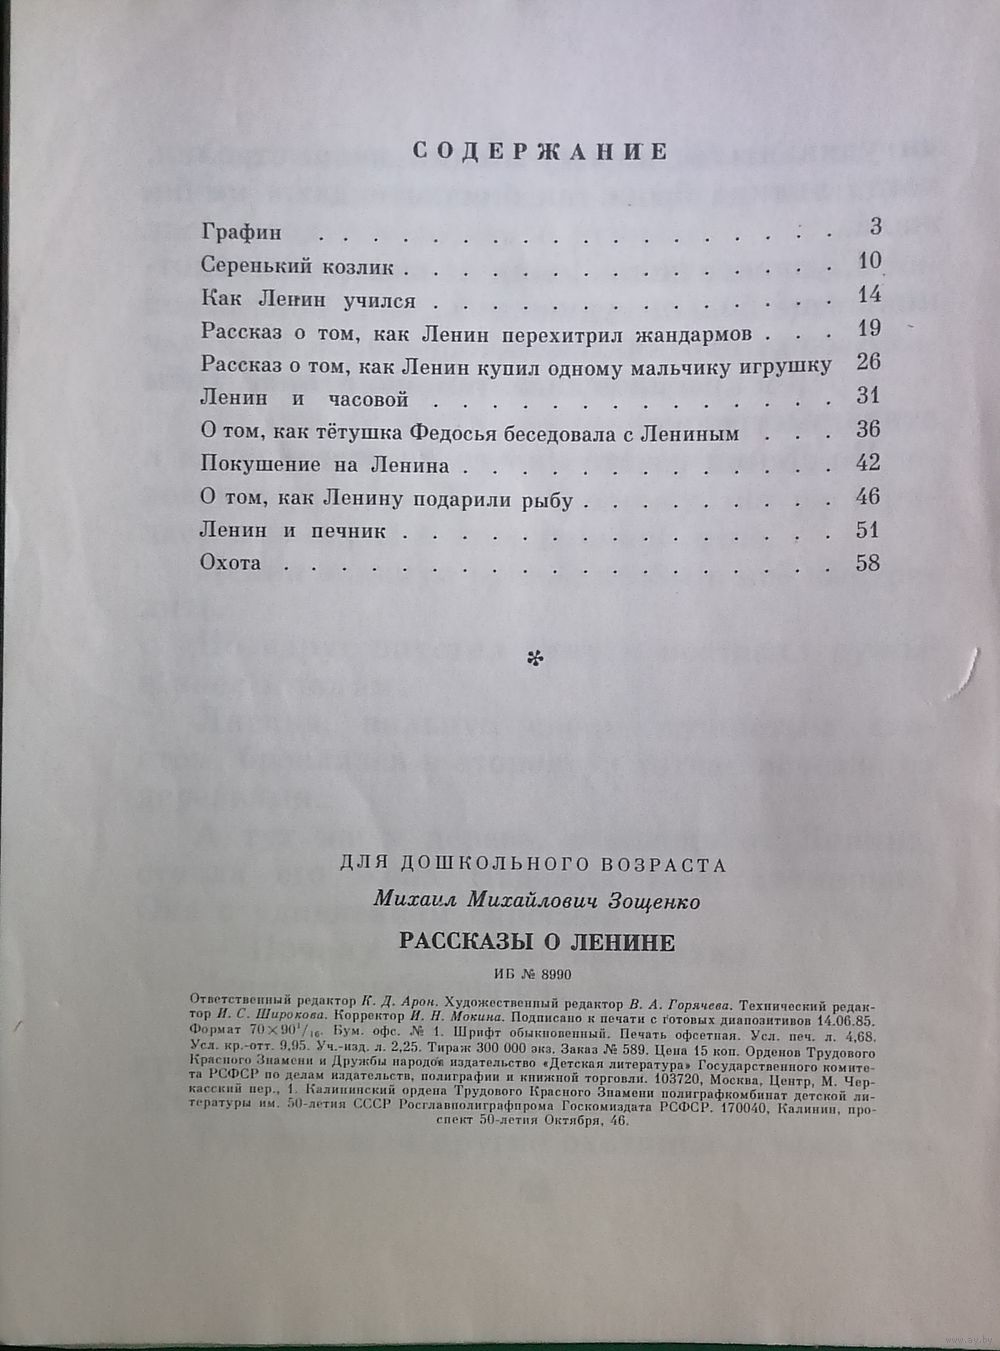 СОДЕРЖАНИЕ
Графин . . . . . . . . . . . . . . . . . . 3
Серенький козлик . . . . . . . . . . . . . . . 10
Как Ленин учился . . . . . . . . . . . . . . 14
Рассказ о том, как Ленин перехитрил жандармов . . . 19
Рассказ о том, как Ленин купил одному мальчику игрушку 26
Ленин и часовой . . . . . . . . . . . . . . 31
О том, как тётушка Федосья беседовала с Лениным . . . 36
Покушение на Ленина . . . . . . . . . . . . . 42
О том, как Ленину подарили рыбу . . . . . . . . . 46
Ленин и печник . . . . . . . . . . . . . . . 51
Охота . . . . . . . . . . . . . . . . . . . 58
*
ДЛЯ ДОШКОЛЬНОГО ВОЗРАСТА
Михаил Михайлович Зощенко
РАССКАЗЫ О ЛЕНИНЕ
ИБ № 8990
Ответственный редактор К. Д. Арон. Художественный редактор В. А. Горячева. Технический редак-
тор И. С. Широкова. Корректор И. Н. Мокина. Подписано к печати с готовых диапозитивов 14.06.85.
Формат 70×90¹/₁₆. Бум. офс. № 1. Шрифт обыкновенный. Печать офсетная. Усл. печ. л. 4,68.
Усл. кр.-отт. 9,95. Уч.-изд. л. 2,25. Тираж 300 000 экз. Заказ № 589. Цена 15 коп. Орденов Трудового
Красного Знамени и Дружбы народов издательство «Детская литература» Государственного комите-
та РСФСР по делам издательств, полиграфии и книжной торговли. 103720, Москва, Центр, М. Чер-
касский пер., 1. Калининский ордена Трудового Красного Знамени полиграфкомбинат детской ли-
тературы им. 50-летия СССР Росглавполиграфпрома Госкомиздата РСФСР. 170040, Калинин, про-
спект 50-летия Октября, 46.
www.ay.by